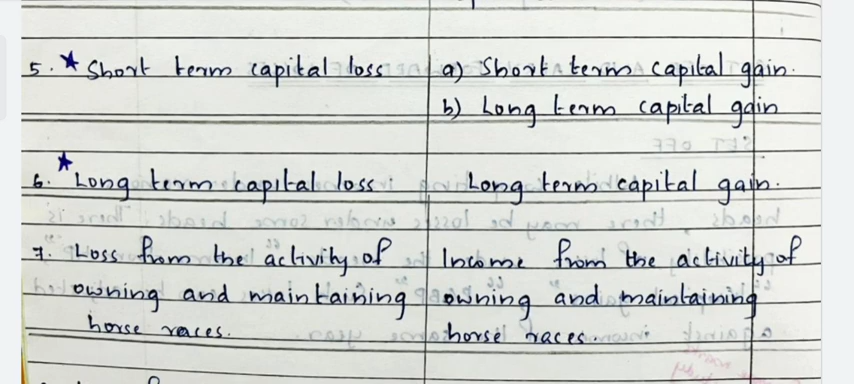 5. ★ Short term capital loss
a) Short term capital gain.
b) Long term capital gain
6. ★ Long term capital loss
Long term capital gain.
7. Loss from the activity of
owning and maintaining
horse races.
Income from the activity of
owning and maintaining
horse races.